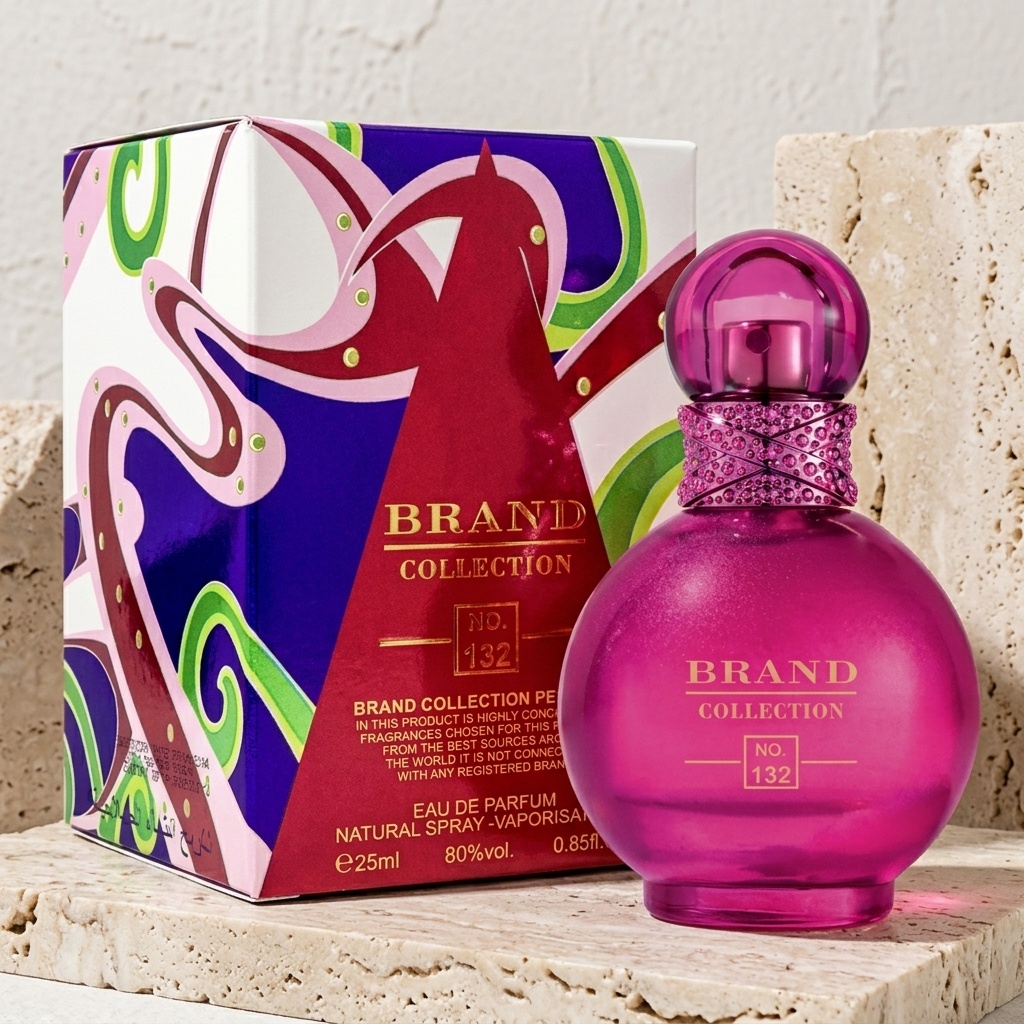 BRAND
COLLECTION
NO.
132
BRAND COLLECTION PE
IN THIS PRODUCT IS HIGHLY CONC
FRAGRANCES CHOSEN FOR THIS
FROM THE BEST SOURCES
THE WORLD IT IS NOT CONNEC
WITH ANY REGISTERED BRAN
EAU DE PARFUM
NATURAL SPRAY -VAPORISA
℮25ml 80%vol. 0.85fl.
BRAND
COLLECTION
NO.
132